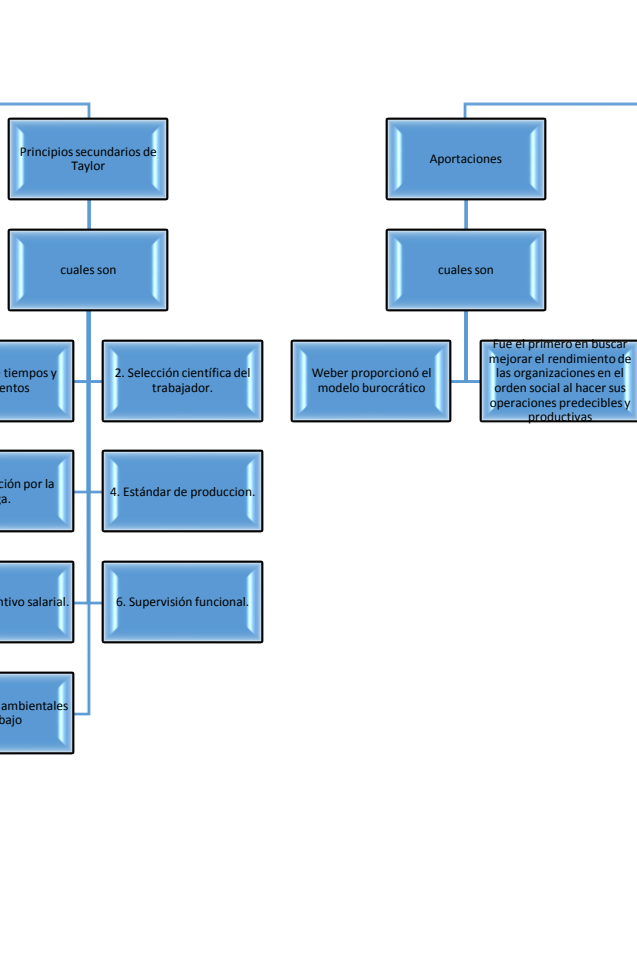 Principios secundarios de
Taylor
cuales son
tiempos y
entos
2. Selección científica del
trabajador.
ción por la
ga.
4. Estándar de produccion.
ntivo salarial.
6. Supervisión funcional.
ambientales
bajo
Aportaciones
cuales son
Weber proporcionó el
modelo burocrático
Fue el primero en buscar
mejorar el rendimiento de
las organizaciones en el
orden social al hacer sus
operaciones predecibles y
productivas